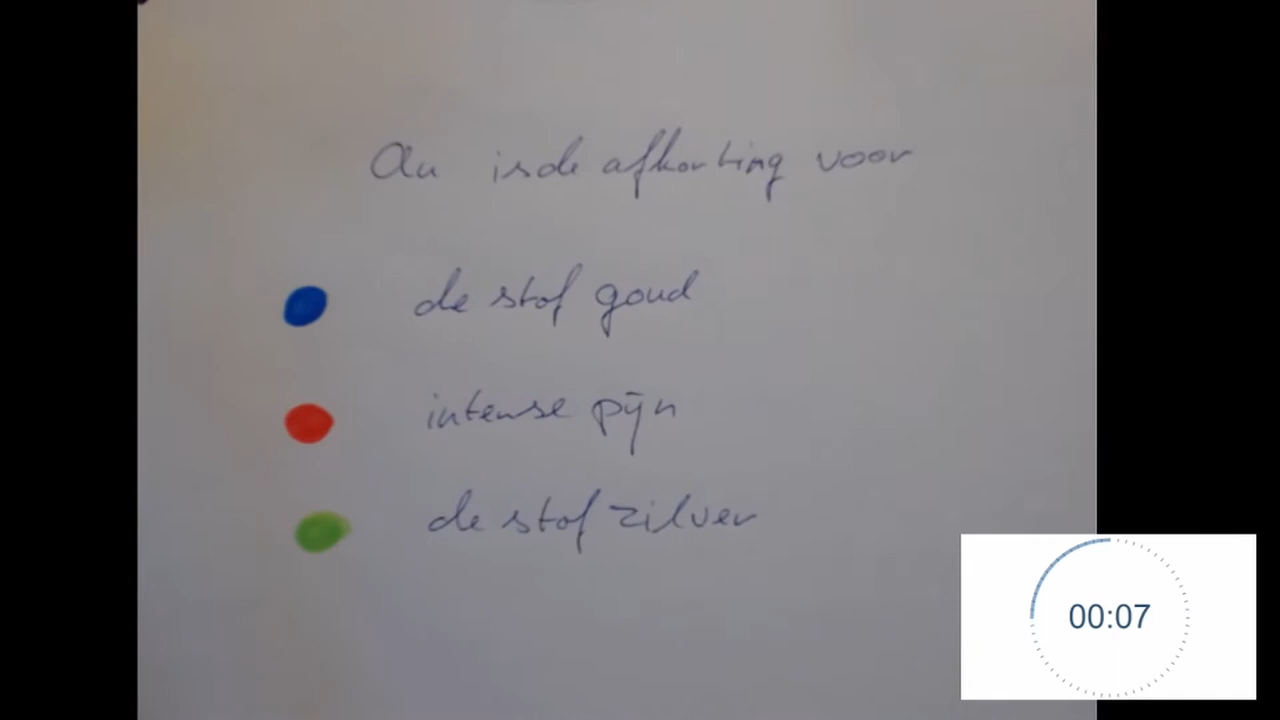 Au is de afkorting voor
de stof goud
intense pijn
de stof zilver
00:07